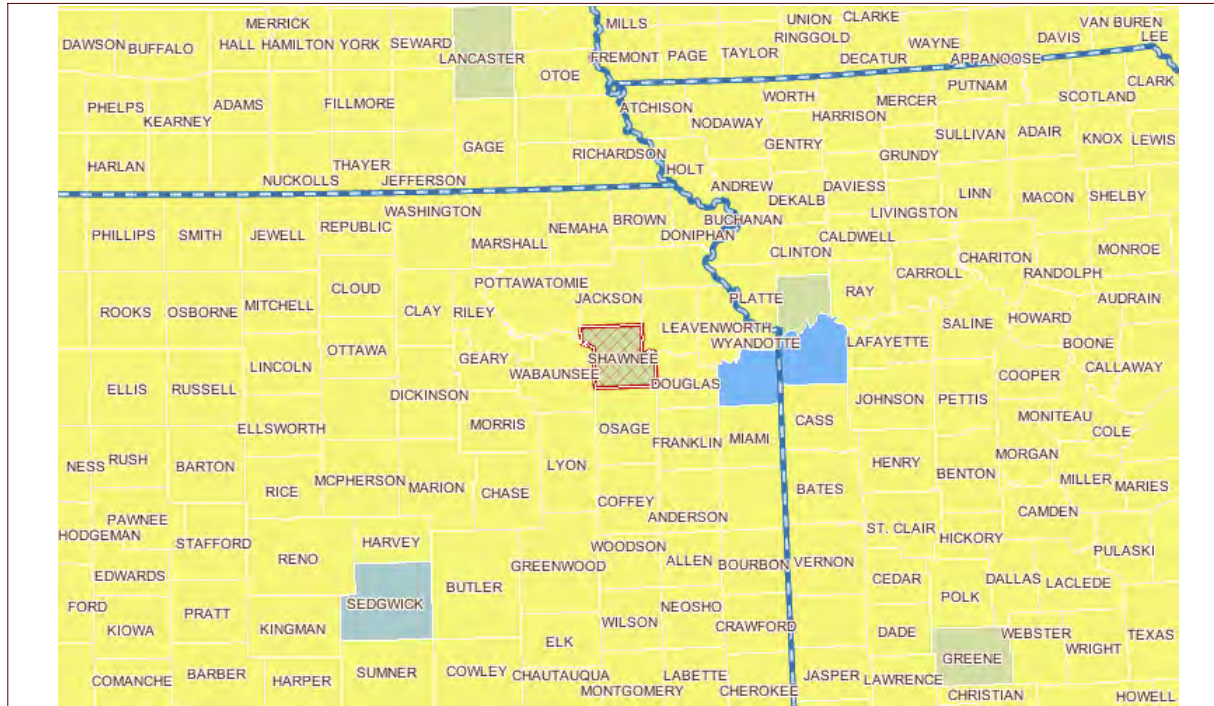 MERRICK
MILLS
UNION CLARKE
VAN BUREN
DAWSON BUFFALO
HALL HAMILTON YORK SEWARD
RINGGOLD
WAYNE
DAVIS
LEE
LANCASTER
OTOE
FREMONT PAGE TAYLOR
DECATUR
APPANOOSE
CLARK
PHELPS
ADAMS
FILLMORE
ATCHISON
WORTH
MERCER
PUTNAM
SCOTLAND
KEARNEY
NODAWAY
HARRISON
SULLIVAN ADAIR KNOX LEWIS
HARLAN
THAYER
GAGE
RICHARDSON
GENTRY
GRUNDY
NUCKOLLS JEFFERSON
HOLT
ANDREW DAVIESS
LINN MACON SHELBY
WASHINGTON
DEKALB
LIVINGSTON
PHILLIPS SMITH JEWELL REPUBLIC
MARSHALL
NEMAHA
BROWN
BUCHANAN
DONIPHAN
CALDWELL
CLINTON
MONROE
CHARITON
POTTAWATOMIE
JACKSON
PLATTE
RAY
CARROLL
RANDOLPH
AUDRAIN
ROOKS OSBORNE MITCHELL CLOUD
CLAY RILEY
LEAVENWORTH
WYANDOTTE
LAFAYETTE
SALINE
HOWARD
BOONE
OTTAWA
GEARY
SHAWNEE
LINCOLN
WABAUNSEE
DOUGLAS
COOPER
CALLAWAY
ELLIS RUSSELL
DICKINSON
JOHNSON PETTIS
MONITEAU
COLE
ELLSWORTH
MORRIS
OSAGE
FRANKLIN MIAMI
CASS
MORGAN
NESS RUSH
BARTON
LYON
HENRY
BENTON
MILLER MARIES
RICE
MCPHERSON MARION CHASE
COFFEY
BATES
CAMDEN
PAWNEE
ANDERSON
ST. CLAIR
HICKORY
HODGEMAN
STAFFORD
RENO
HARVEY
WOODSON
ALLEN BOURBON VERNON
PULASKI
EDWARDS
GREENWOOD
CEDAR
DALLAS LACLEDE
FORD
BUTLER
POLK
KIOWA
PRATT
KINGMAN
SEDGWICK
WILSON
NEOSHO
CRAWFORD
DADE
WEBSTER
WRIGHT
TEXAS
ELK
GREENE
COMANCHE
BARBER
HARPER
SUMNER
COWLEY CHAUTAUQUA
LABETTE
JASPER LAWRENCE
MONTGOMERY
CHEROKEE
CHRISTIAN
HOWELL